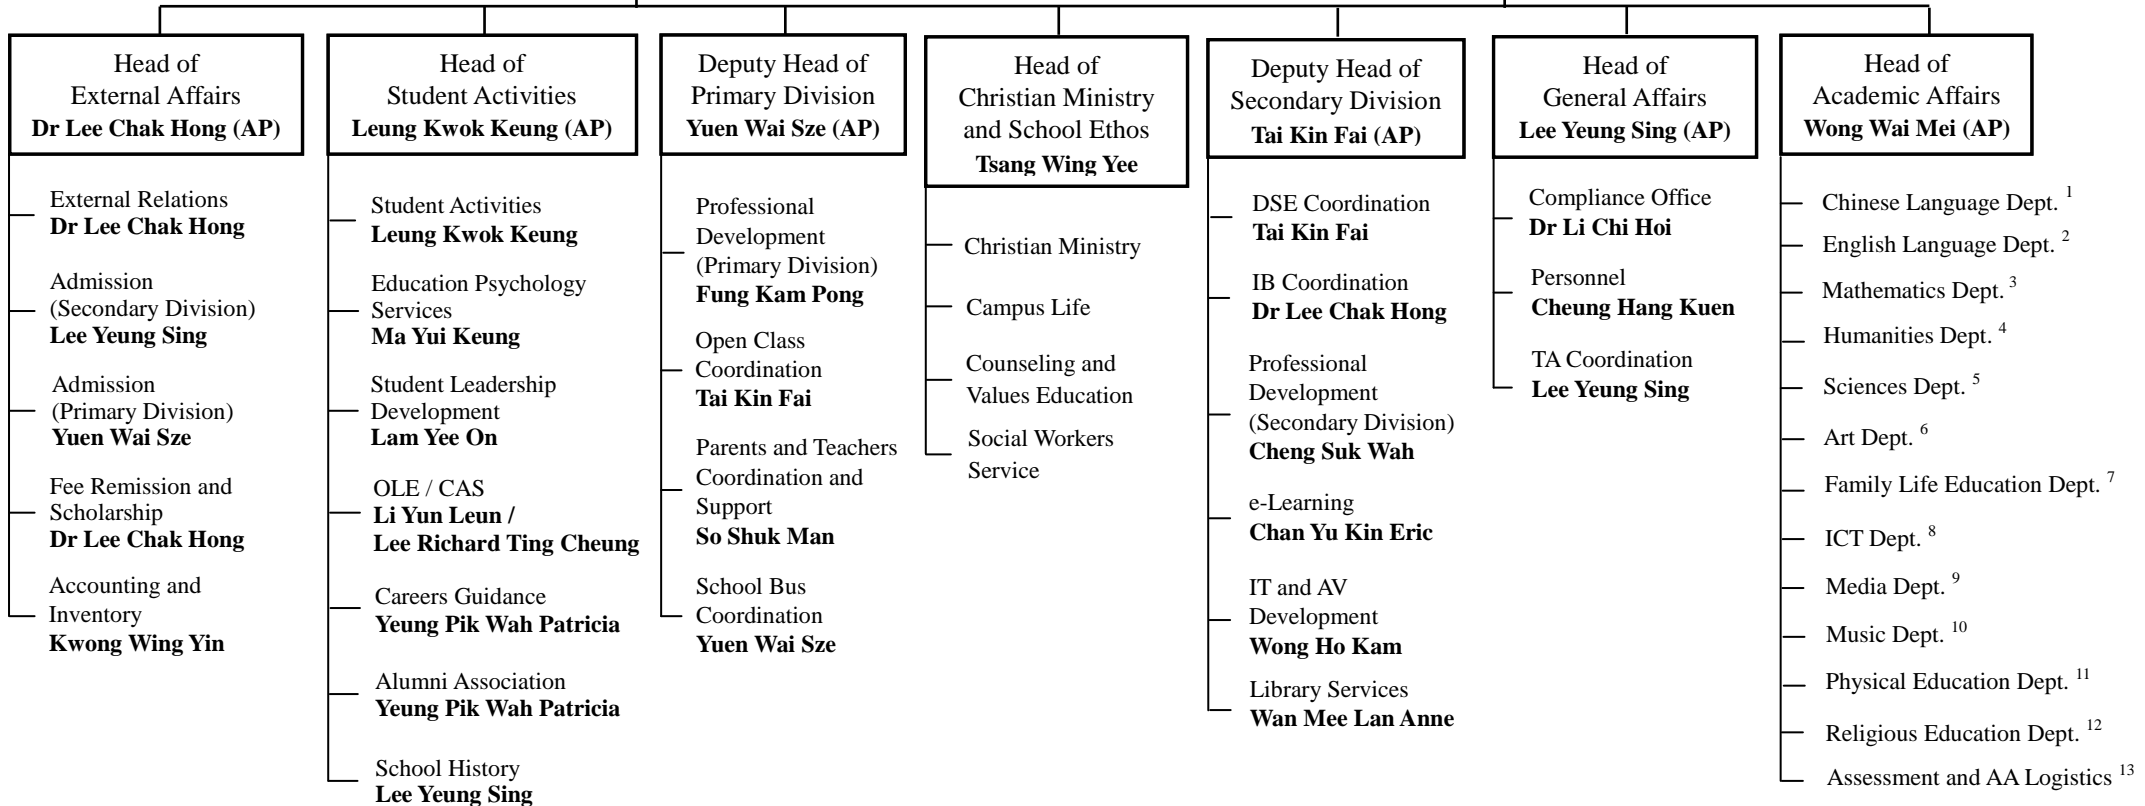 Head of
External Affairs
Dr Lee Chak Hong (AP)
External Relations
Dr Lee Chak Hong
Admission
(Secondary Division)
Lee Yeung Sing
Admission
(Primary Division)
Yuen Wai Sze
Fee Remission and
Scholarship
Dr Lee Chak Hong
Accounting and
Inventory
Kwong Wing Yin
Head of
Student Activities
Leung Kwok Keung (AP)
Student Activities
Leung Kwok Keung
Education Psychology
Services
Ma Yui Keung
Student Leadership
Development
Lam Yee On
OLE / CAS
Li Yun Leun /
Lee Richard Ting Cheung
Careers Guidance
Yeung Pik Wah Patricia
Alumni Association
Yeung Pik Wah Patricia
School History
Lee Yeung Sing
Deputy Head of
Primary Division
Yuen Wai Sze (AP)
Professional
Development
(Primary Division)
Fung Kam Pong
Open Class
Coordination
Tai Kin Fai
Parents and Teachers
Coordination and
Support
So Shuk Man
School Bus
Coordination
Yuen Wai Sze
Head of
Christian Ministry
and School Ethos
Tsang Wing Yee
Christian Ministry
Campus Life
Counseling and
Values Education
Social Workers
Service
Deputy Head of
Secondary Division
Tai Kin Fai (AP)
DSE Coordination
Tai Kin Fai
IB Coordination
Dr Lee Chak Hong
Professional
Development
(Secondary Division)
Cheng Suk Wah
e-Learning
Chan Yu Kin Eric
IT and AV
Development
Wong Ho Kam
Library Services
Wan Mee Lan Anne
Head of
General Affairs
Lee Yeung Sing (AP)
Compliance Office
Dr Li Chi Hoi
Personnel
Cheung Hang Kuen
TA Coordination
Lee Yeung Sing
Head of
Academic Affairs
Wong Wai Mei (AP)
Chinese Language Dept. 1
English Language Dept. 2
Mathematics Dept. 3
Humanities Dept. 4
Sciences Dept. 5
Art Dept. 6
Family Life Education Dept. 7
ICT Dept. 8
Media Dept. 9
Music Dept. 10
Physical Education Dept. 11
Religious Education Dept. 12
Assessment and AA Logistics 13